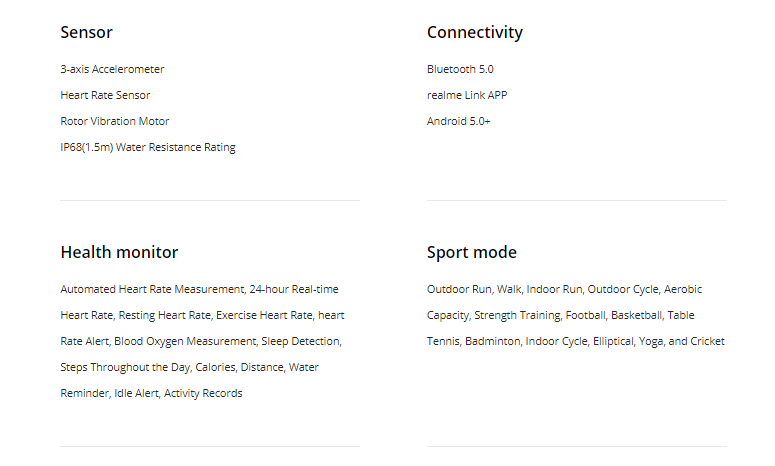 Sensor
3-axis Accelerometer
Heart Rate Sensor
Rotor Vibration Motor
IP68(1.5m) Water Resistance Rating
Connectivity
Bluetooth 5.0
realme Link APP
Android 5.0+
Health monitor
Automated Heart Rate Measurement, 24-hour Real-time
Heart Rate, Resting Heart Rate, Exercise Heart Rate, heart
Rate Alert, Blood Oxygen Measurement, Sleep Detection,
Steps Throughout the Day, Calories, Distance, Water
Reminder, Idle Alert, Activity Records
Sport mode
Outdoor Run, Walk, Indoor Run, Outdoor Cycle, Aerobic
Capacity, Strength Training, Football, Basketball, Table
Tennis, Badminton, Indoor Cycle, Elliptical, Yoga, and Cricket